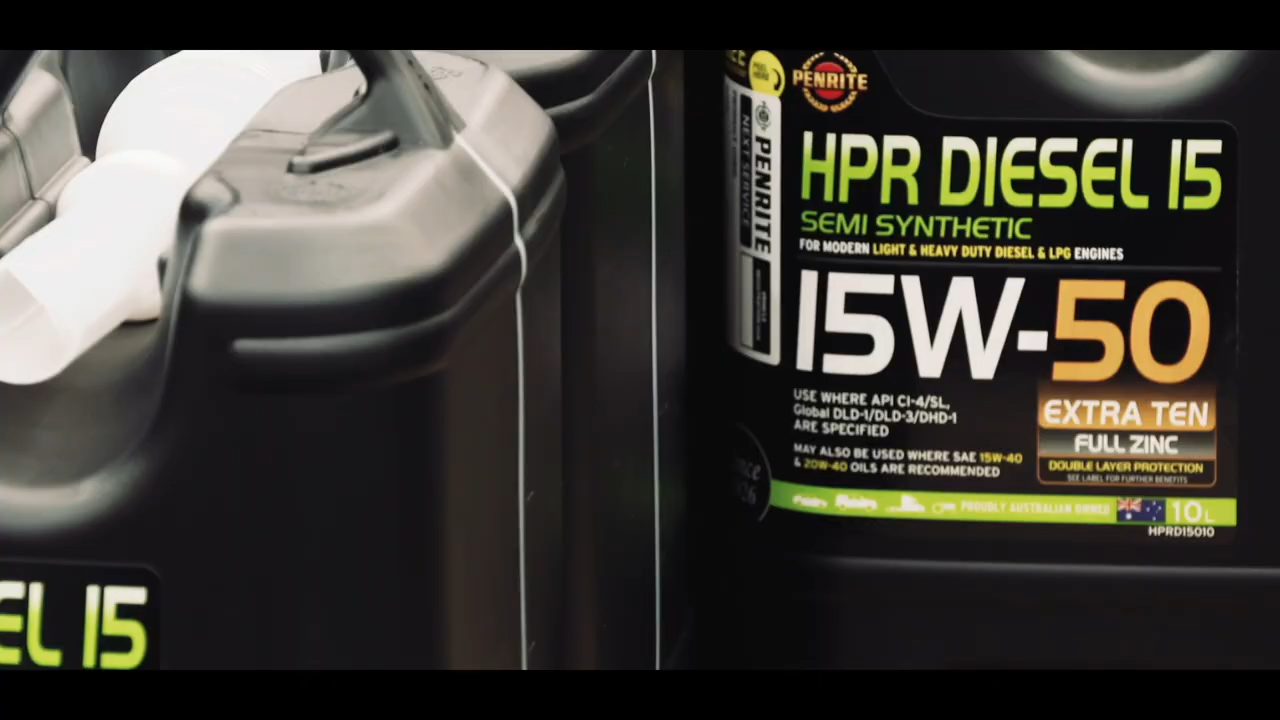 PENRITE
HPR DIESEL 15
SEMI SYNTHETIC
FOR MODERN LIGHT & HEAVY DUTY DIESEL & LPG ENGINES
15W-50
USE WHERE API CI-4/SL,
Global DLD-1/DLD-3/DHD-1
ARE SPECIFIED
MAY ALSO BE USED WHERE SAE 15W-40
& 20W-40 OILS ARE RECOMMENDED
EXTRA TEN
FULL ZINC
DOUBLE LAYER PROTECTION
SEE LABEL FOR FURTHER BENEFITS
PROUDLY AUSTRALIAN OWNED
10L
HPRD15010
PENRITE
NEXT SERVICE
EL 15